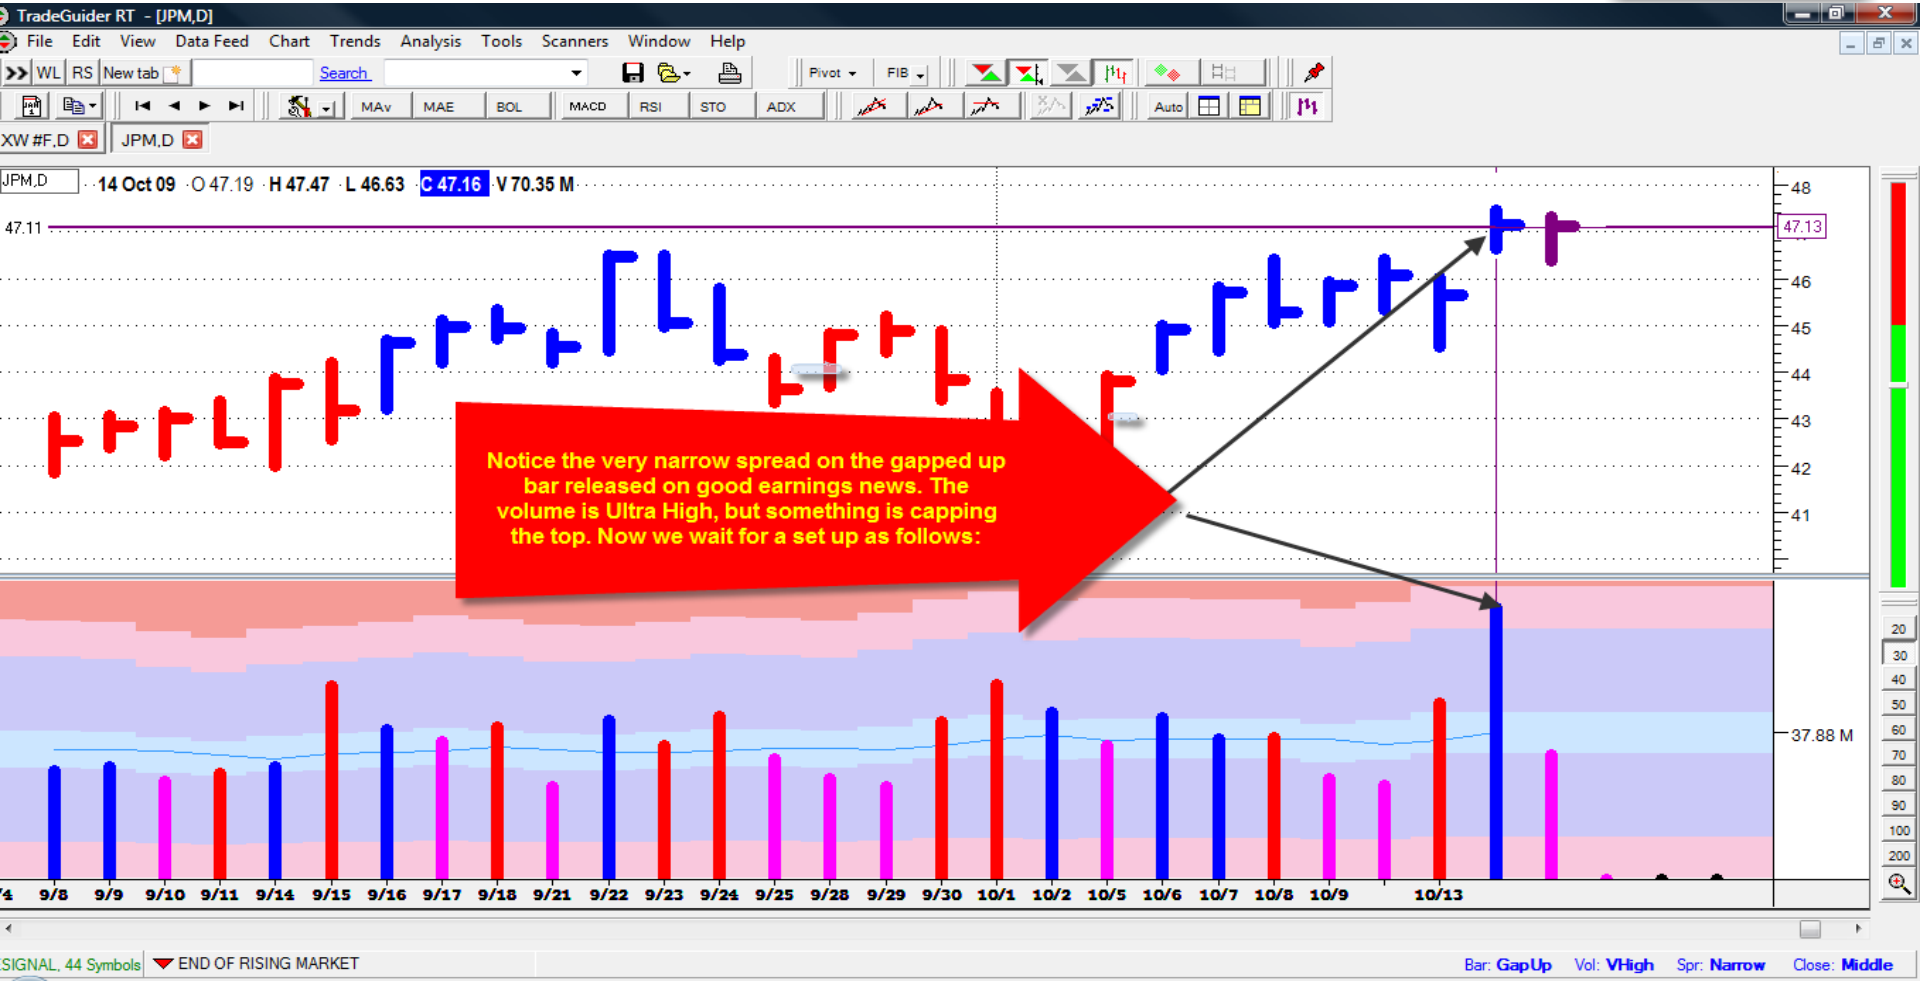 TradeGuider RT - [JPM,D]
File Edit View Data Feed Chart Trends Analysis Tools Scanners Window Help
WL RS New tab Search Pivot FIB
MAv MAE BOL MACD RSI STO ADX Auto
XW #F,D JPM,D
JPM,D 14 Oct 09 O 47.19 H 47.47 L 46.63 C 47.16 V 70.35 M
48
47.11
47.13
46
45
44
43
42
41
Notice the very narrow spread on the gapped up
bar released on good earnings news. The
volume is Ultra High, but something is capping
the top. Now we wait for a set up as follows:
37.88 M
20
30
40
50
60
70
80
90
100
200
/4 9/8 9/9 9/10 9/11 9/14 9/15 9/16 9/17 9/18 9/21 9/22 9/23 9/24 9/25 9/28 9/29 9/30 10/1 10/2 10/5 10/6 10/7 10/8 10/9 10/13
ESIGNAL, 44 Symbols END OF RISING MARKET Bar: GapUp Vol: VHigh Spr: Narrow Close: Middle